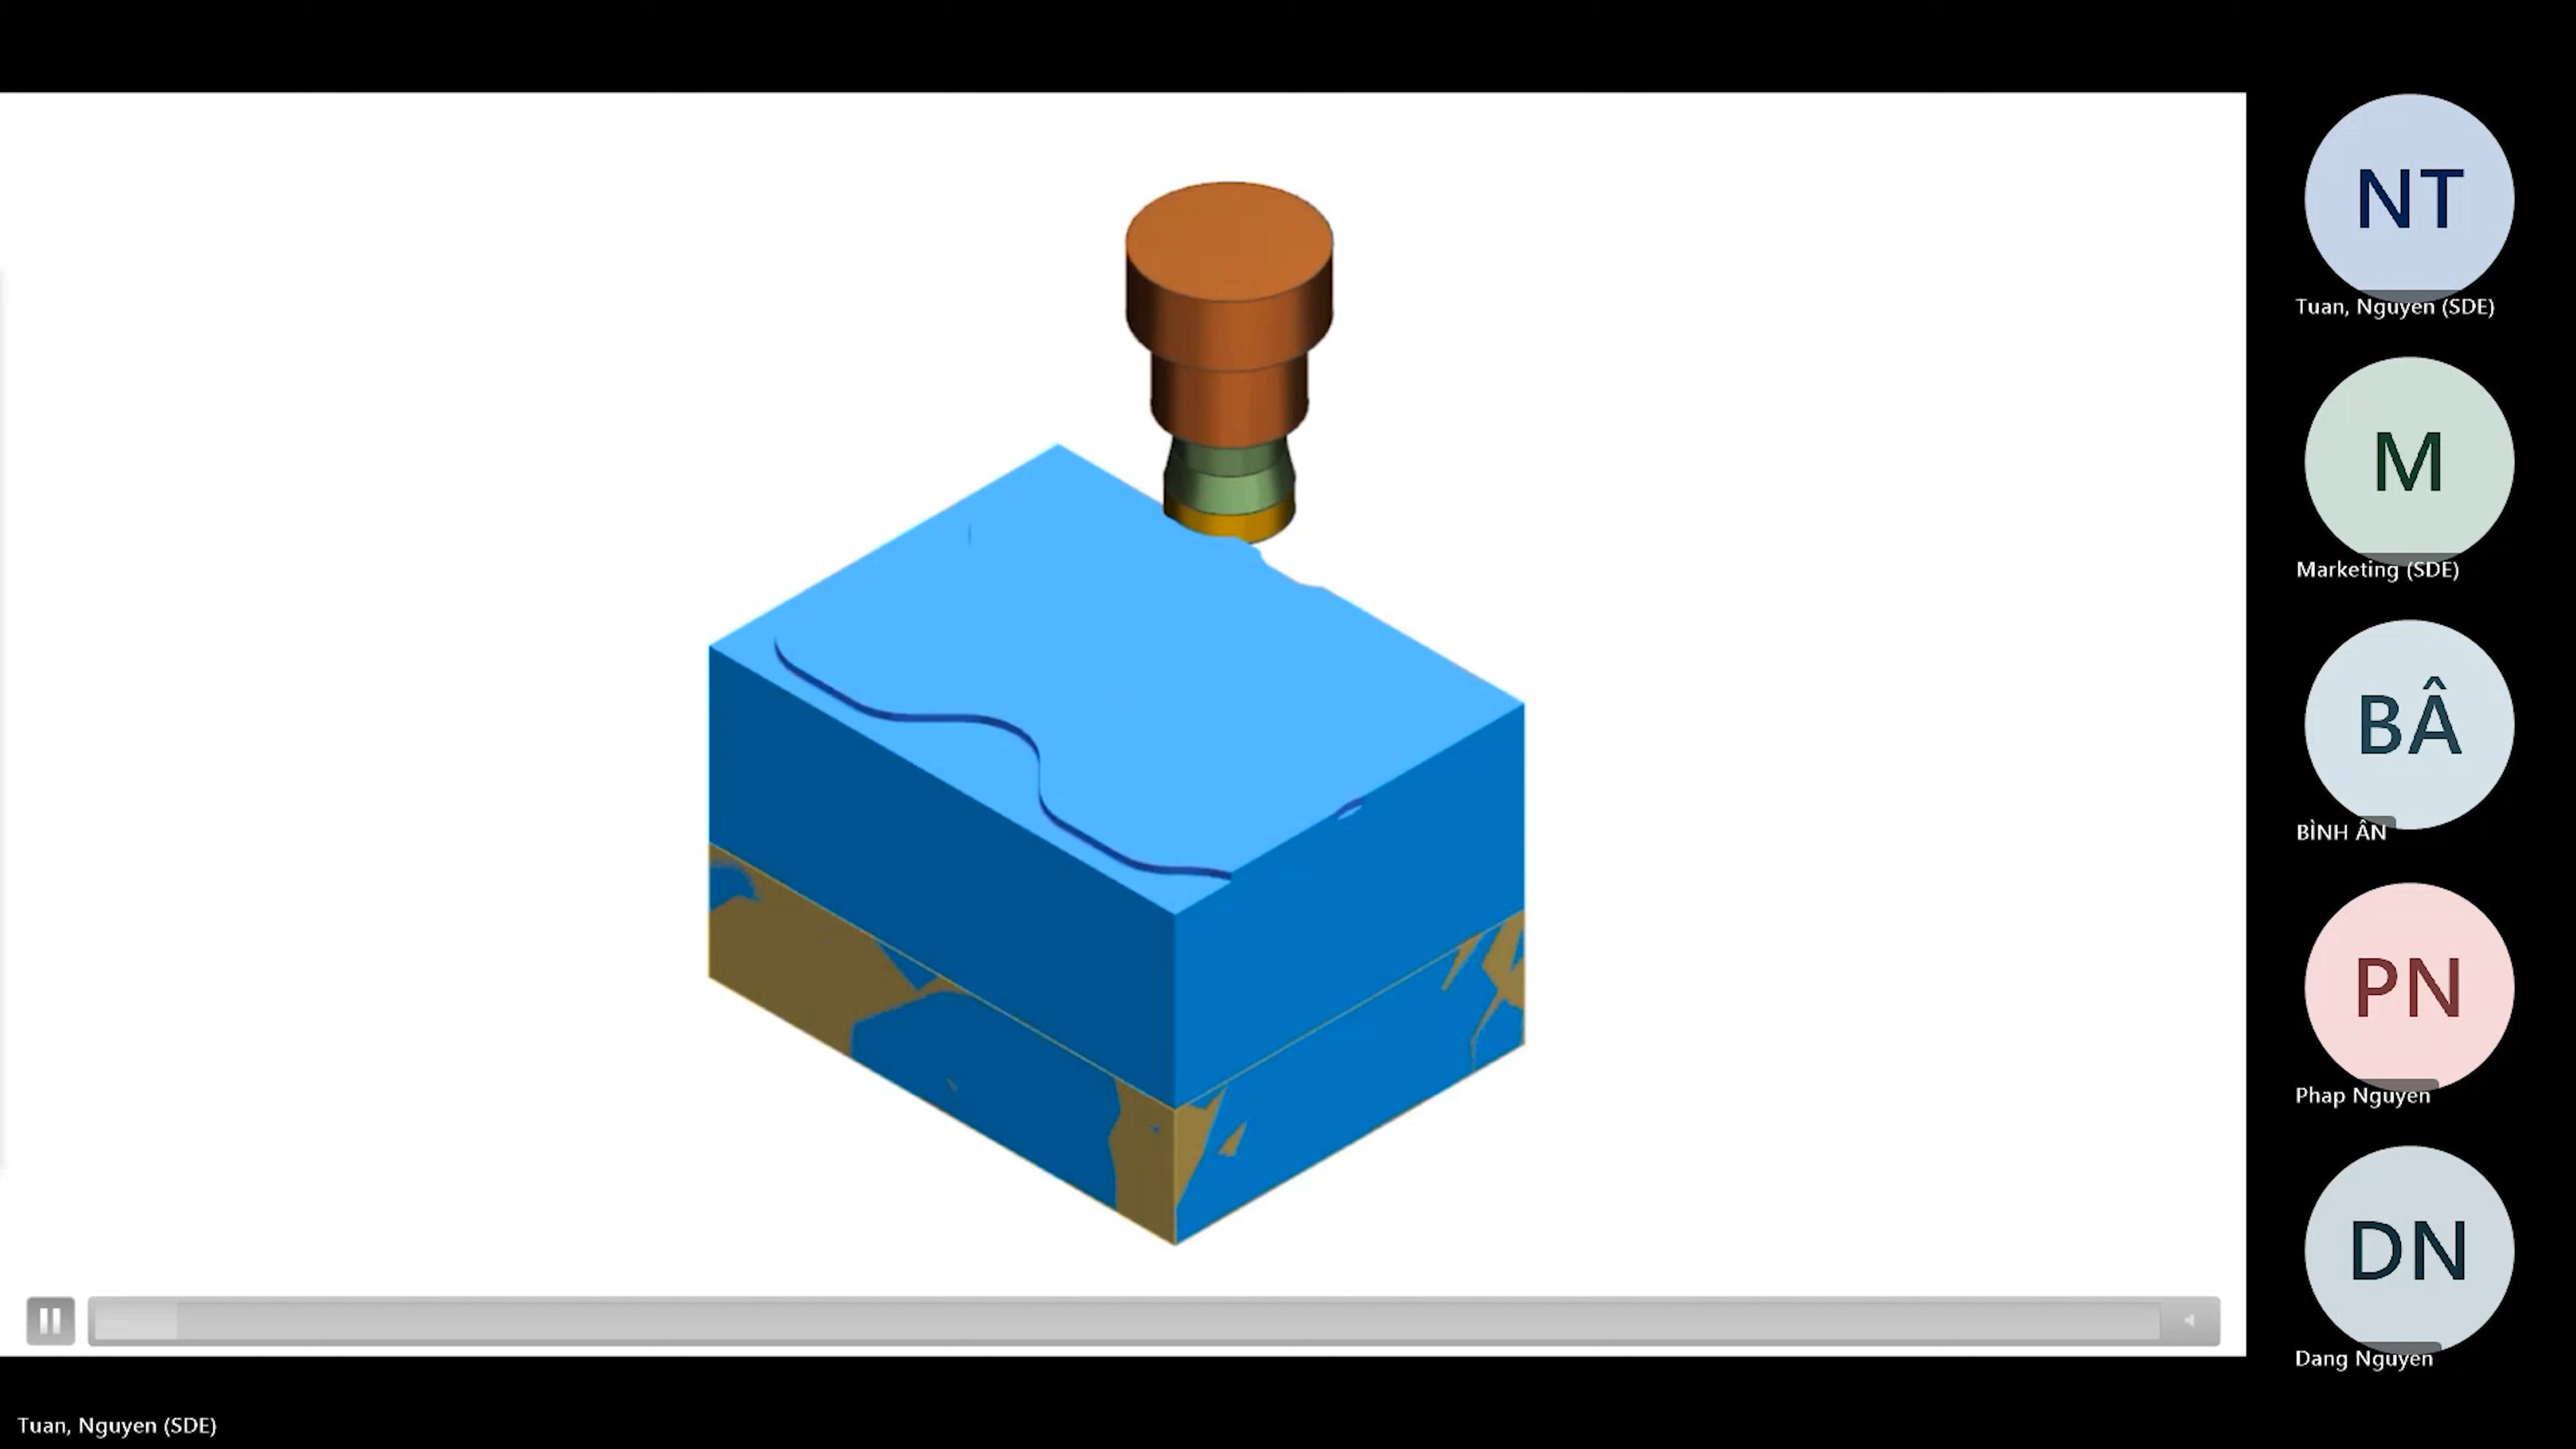 NT
Tuan, Nguyen (SDE)
M
Marketing (SDE)
BÂ
BÌNH ÂN
PN
Phap Nguyen
DN
Dang Nguyen
Tuan, Nguyen (SDE)